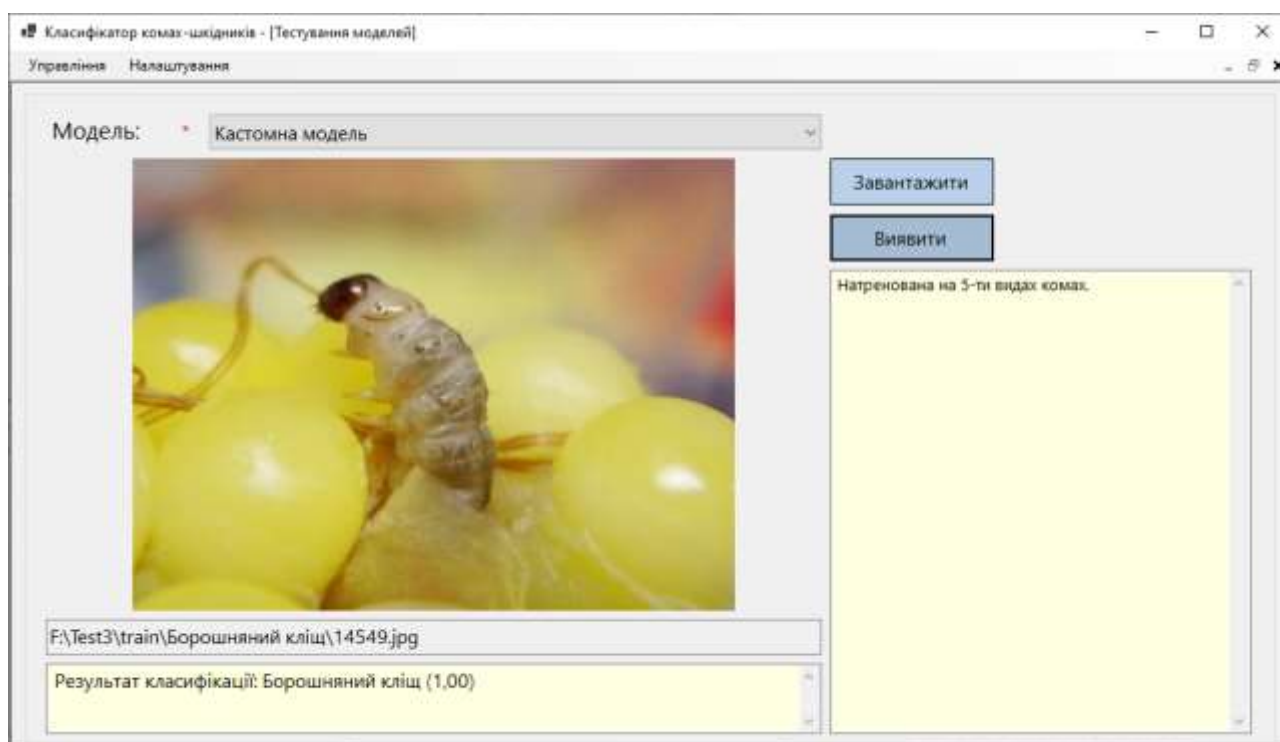 Класифікатор комах-шкідників - [Тестування моделей]
Управління Налаштування
Модель: * Кастомна модель
Завантажити
Виявити
Натренована на 5-ти видах комах.
F:\Test3\train\Борошняний кліщ\14549.jpg
Результат класифікації: Борошняний кліщ (1,00)